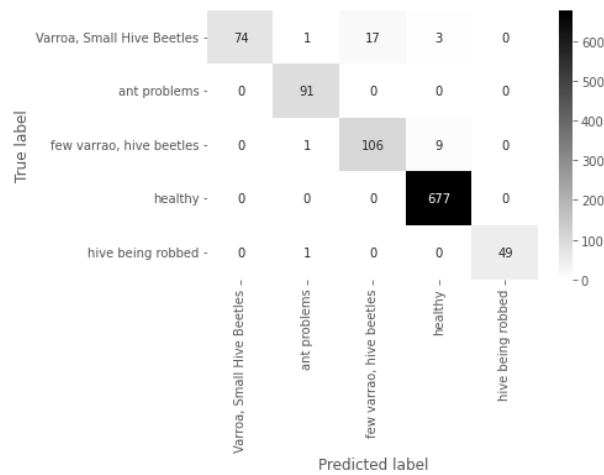 Varroa, Small Hive Beetles 74 1 17 3 0
ant problems 0 91 0 0 0
few varrao, hive beetles 0 1 106 9 0
healthy 0 0 0 677 0
hive being robbed 0 1 0 0 49
True label
Varroa, Small Hive Beetles
ant problems
few varrao, hive beetles
healthy
hive being robbed
Predicted label
600
500
400
300
200
100
0